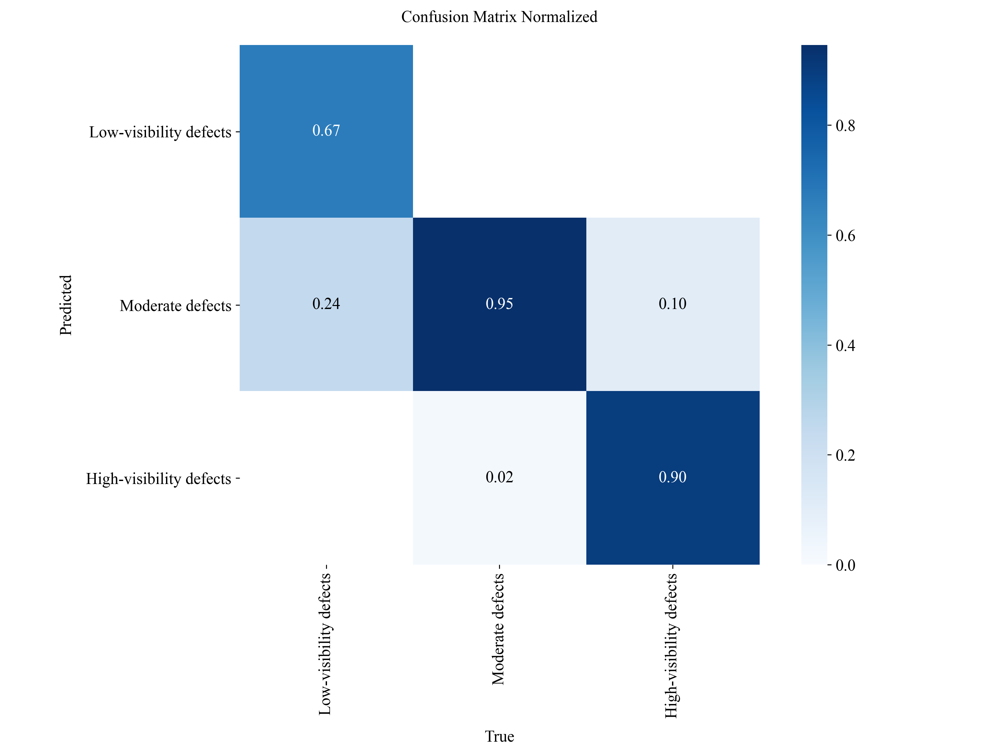 Confusion Matrix Normalized
Predicted
Low-visibility defects
0.67
Moderate defects
0.24
0.95
0.10
High-visibility defects
0.02
0.90
0.8
0.6
0.4
0.2
0.0
Low-visibility defects
Moderate defects
High-visibility defects
True